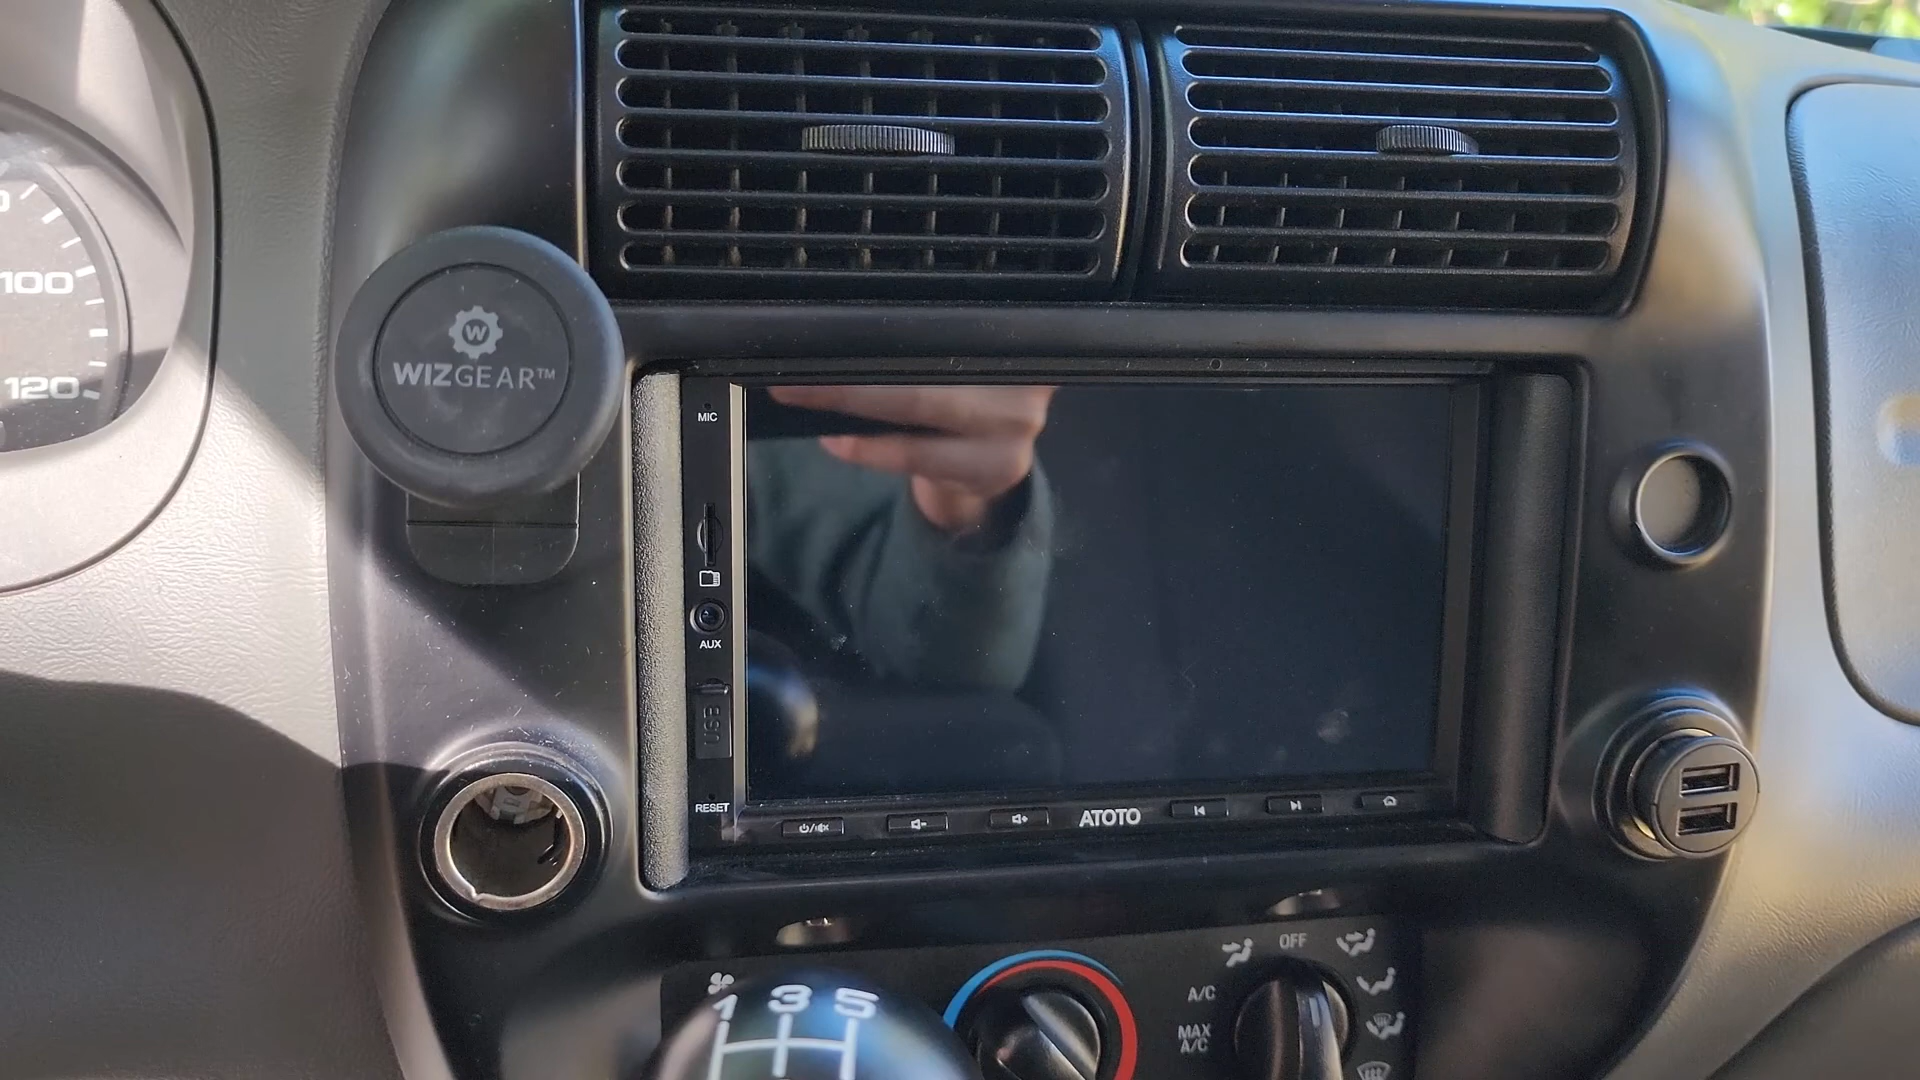 100
120
W
WIZGEAR™
MIC
AUX
USB
RESET
ATOTO
OFF
A/C
MAX
A/C
1 3 5